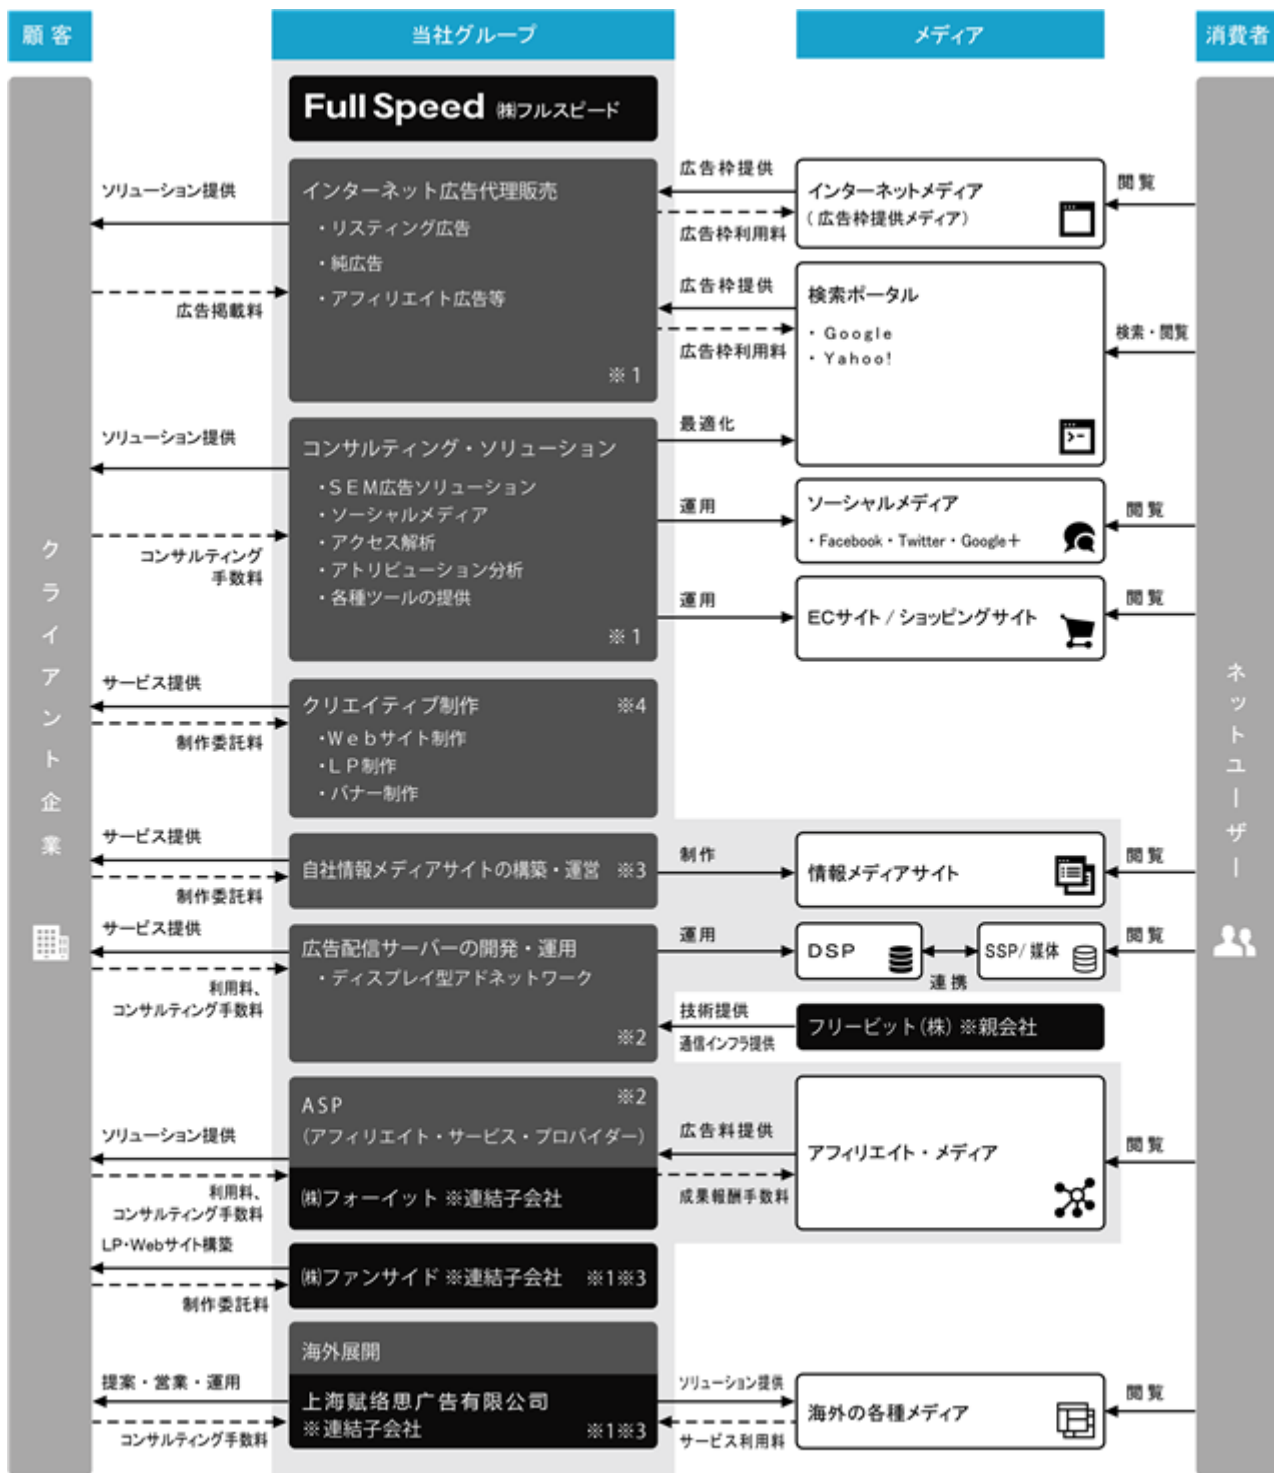 顧客
当社グループ
メディア
消費者
Full Speed ㈱フルスピード
ソリューション提供
広告掲載料
インターネット広告代理販売
・リスティング広告
・純広告
・アフィリエイト広告等
※1
広告枠提供
広告枠利用料
インターネットメディア
(広告枠提供メディア)
閲覧
広告枠提供
広告枠利用料
検索ポータル
・Google
・Yahoo!
検索・閲覧
ソリューション提供
コンサルティング
手数料
コンサルティング・ソリューション
・SEM広告ソリューション
・ソーシャルメディア
・アクセス解析
・アトリビューション分析
・各種ツールの提供
※1
最適化
運用
ソーシャルメディア
・Facebook・Twitter・Google+
閲覧
運用
ECサイト/ショッピングサイト
閲覧
クライアント企業
ネットユーザー
サービス提供
制作委託料
クリエイティブ制作 ※4
・Webサイト制作
・LP制作
・バナー制作
サービス提供
制作委託料
自社情報メディアサイトの構築・運営 ※3
制作
情報メディアサイト
閲覧
サービス提供
利用料、
コンサルティング手数料
広告配信サーバーの開発・運用
・ディスプレイ型アドネットワーク
※2
運用
DSP
連携
SSP/媒体
閲覧
技術提供
通信インフラ提供
フリービット(株)※親会社
ソリューション提供
利用料、
コンサルティング手数料
ASP ※2
(アフィリエイト・サービス・プロバイダー)
㈱フォーイット ※連結子会社
広告料提供
成果報酬手数料
アフィリエイト・メディア
閲覧
LP・Webサイト構築
制作委託料
㈱ファンサイド ※連結子会社 ※1※3
提案・営業・運用
コンサルティング手数料
海外展開
上海赋络思广告有限公司
※連結子会社 ※1※3
ソリューション提供
サービス利用料
海外の各種メディア
閲覧